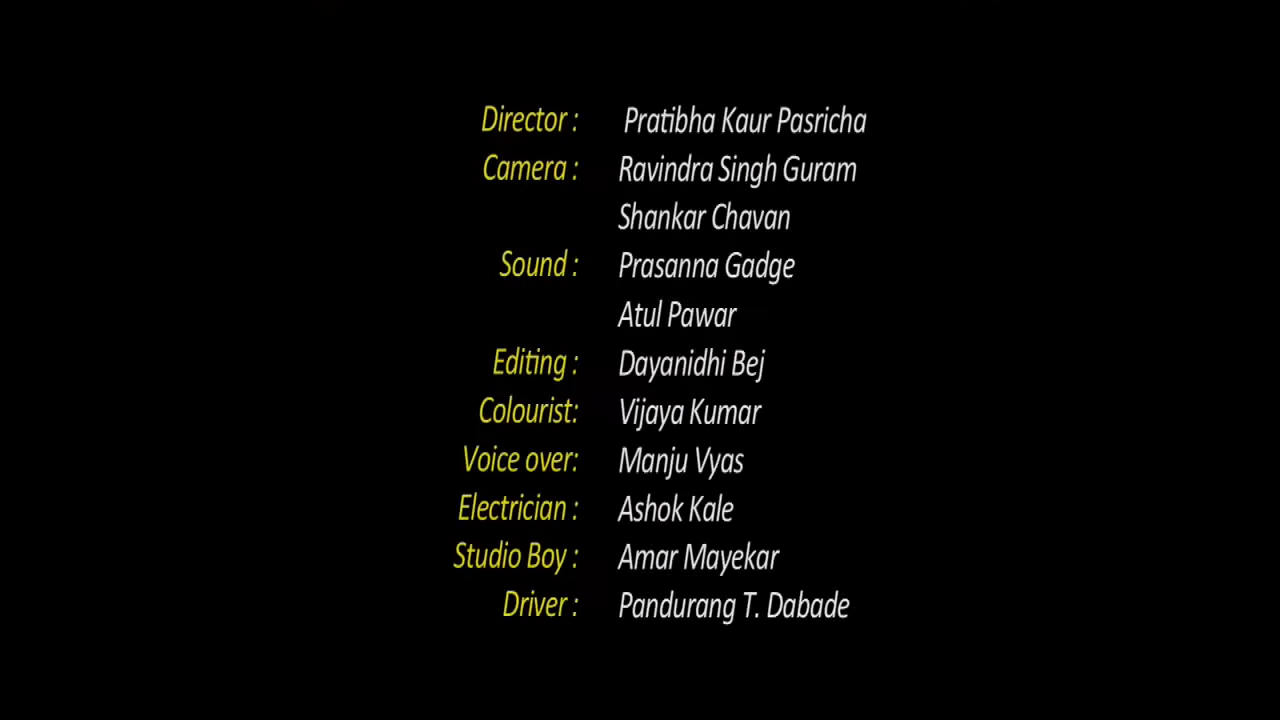 Director : Pratibha Kaur Pasricha
Camera : Ravindra Singh Guram
Shankar Chavan
Sound : Prasanna Gadge
Atul Pawar
Editing : Dayanidhi Bej
Colourist: Vijaya Kumar
Voice over: Manju Vyas
Electrician : Ashok Kale
Studio Boy : Amar Mayekar
Driver : Pandurang T. Dabade